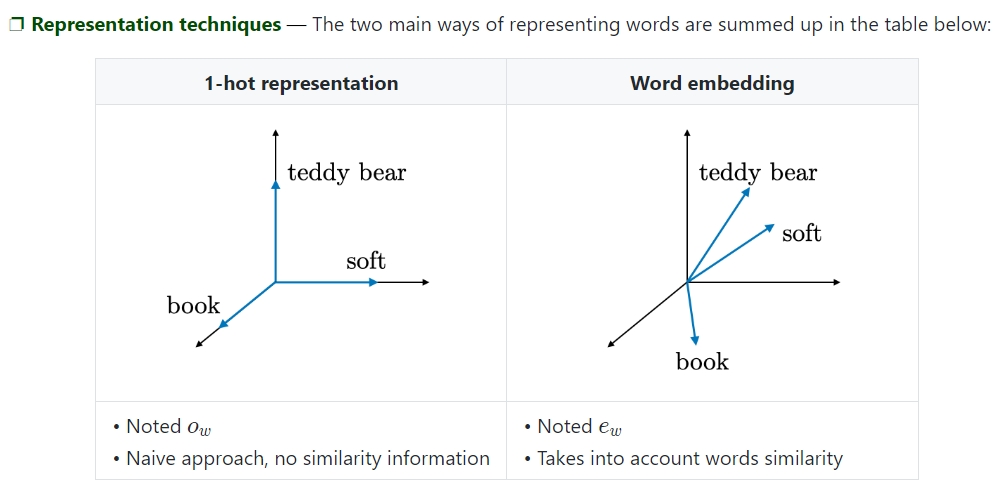 ❐ Representation techniques — The two main ways of representing words are summed up in the table below:
1-hot representation
teddy bear
soft
book
• Noted o_w
• Naive approach, no similarity information
Word embedding
teddy bear
soft
book
• Noted e_w
• Takes into account words similarity